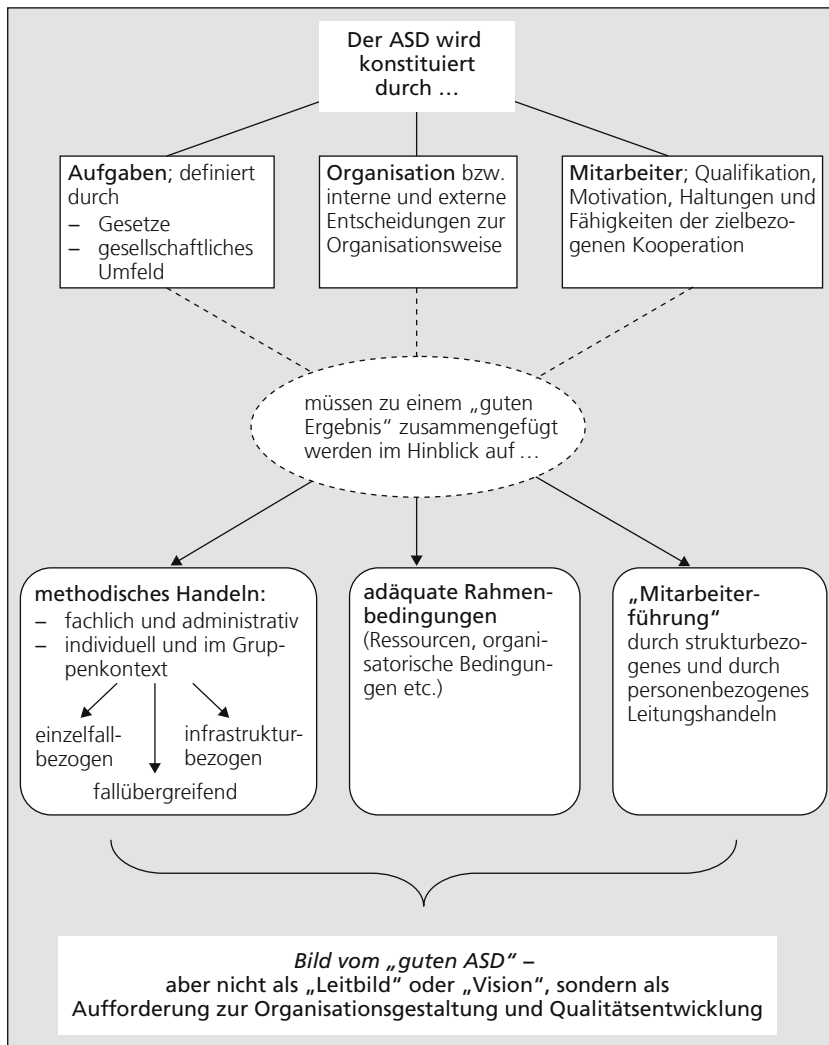 Der ASD wird
konstituiert
durch …
Aufgaben; definiert
durch
– Gesetze
– gesellschaftliches
Umfeld
Organisation bzw.
interne und externe
Entscheidungen zur
Organisationsweise
Mitarbeiter; Qualifikation,
Motivation, Haltungen und
Fähigkeiten der zielbezo-
genen Kooperation
müssen zu einem „guten
Ergebnis“ zusammengefügt
werden im Hinblick auf …
methodisches Handeln:
– fachlich und administrativ
– individuell und im Grup-
penkontext
einzelfall-
bezogen
infrastruktur-
bezogen
fallübergreifend
adäquate Rahmen-
bedingungen
(Ressourcen, organi-
satorische Bedingun-
gen etc.)
„Mitarbeiter-
führung“
durch strukturbezo-
genes und durch
personenbezogenes
Leitungshandeln
Bild vom „guten ASD“ –
aber nicht als „Leitbild“ oder „Vision“, sondern als
Aufforderung zur Organisationsgestaltung und Qualitätsentwicklung